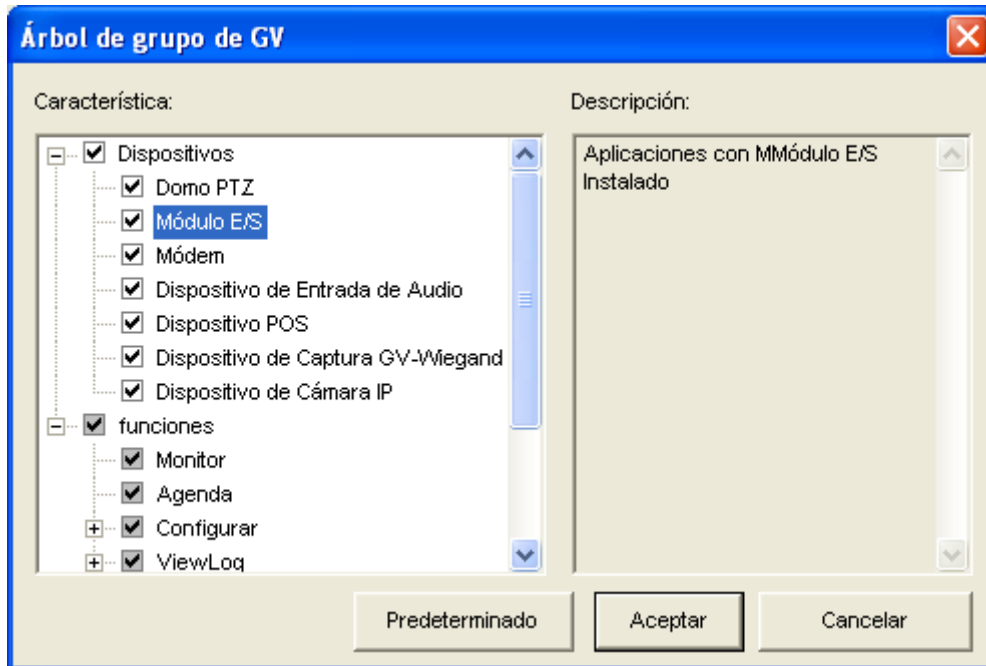 Árbol de grupo de GV
Característica:
Dispositivos
Domo PTZ
Módulo E/S
Módem
Dispositivo de Entrada de Audio
Dispositivo POS
Dispositivo de Captura GV-Wiegand
Dispositivo de Cámara IP
funciones
Monitor
Agenda
Configurar
ViewLog
Descripción:
Aplicaciones con MMódulo E/S
Instalado
Predeterminado
Aceptar
Cancelar